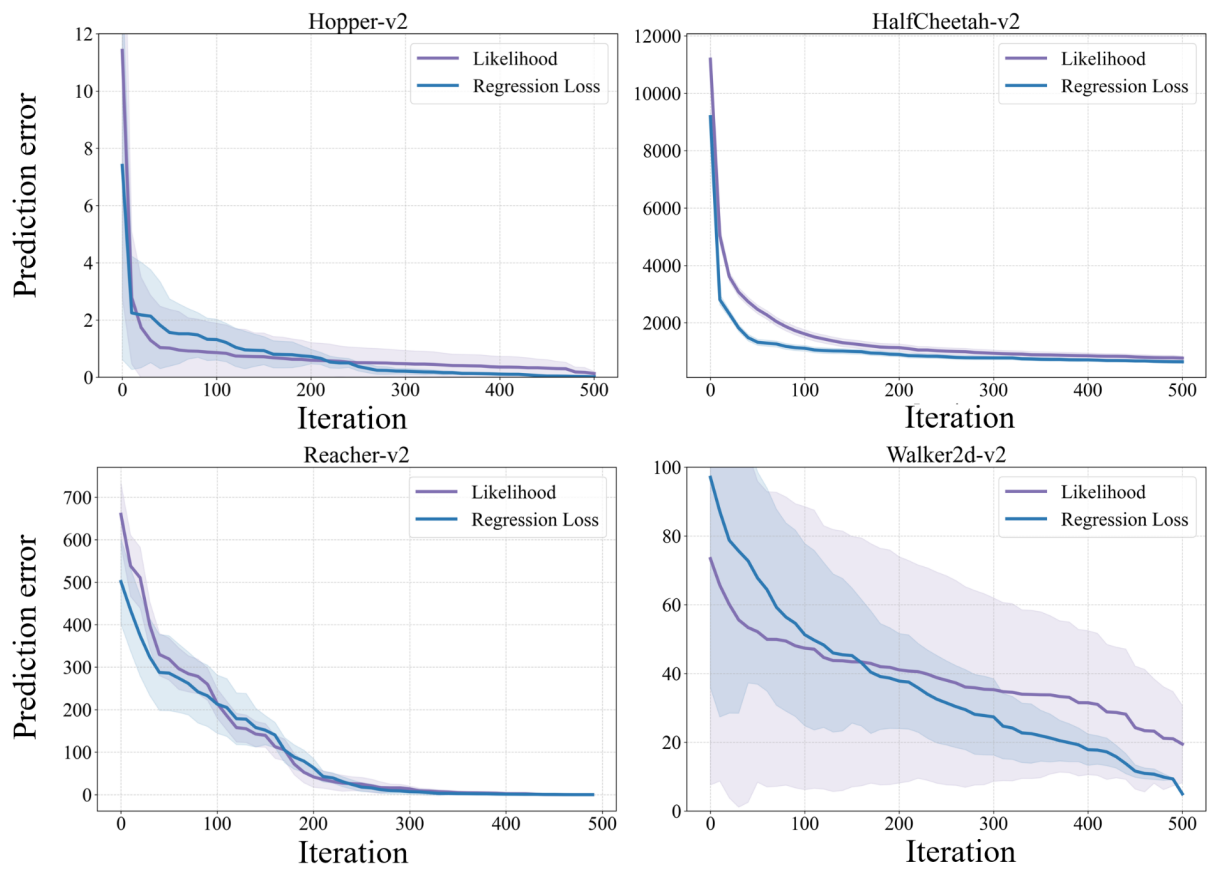 Hopper-v2
HalfCheetah-v2
12
10
8
6
4
2
0
Prediction error
Likelihood
Regression Loss
0 100 200 300 400 500
Iteration
12000
10000
8000
6000
4000
2000
Likelihood
Regression Loss
0 100 200 300 400 500
Iteration
Reacher-v2
Walker2d-v2
700
600
500
400
300
200
100
0
Prediction error
Likelihood
Regression Loss
0 100 200 300 400 500
Iteration
100
80
60
40
20
0
Likelihood
Regression Loss
0 100 200 300 400 500
Iteration